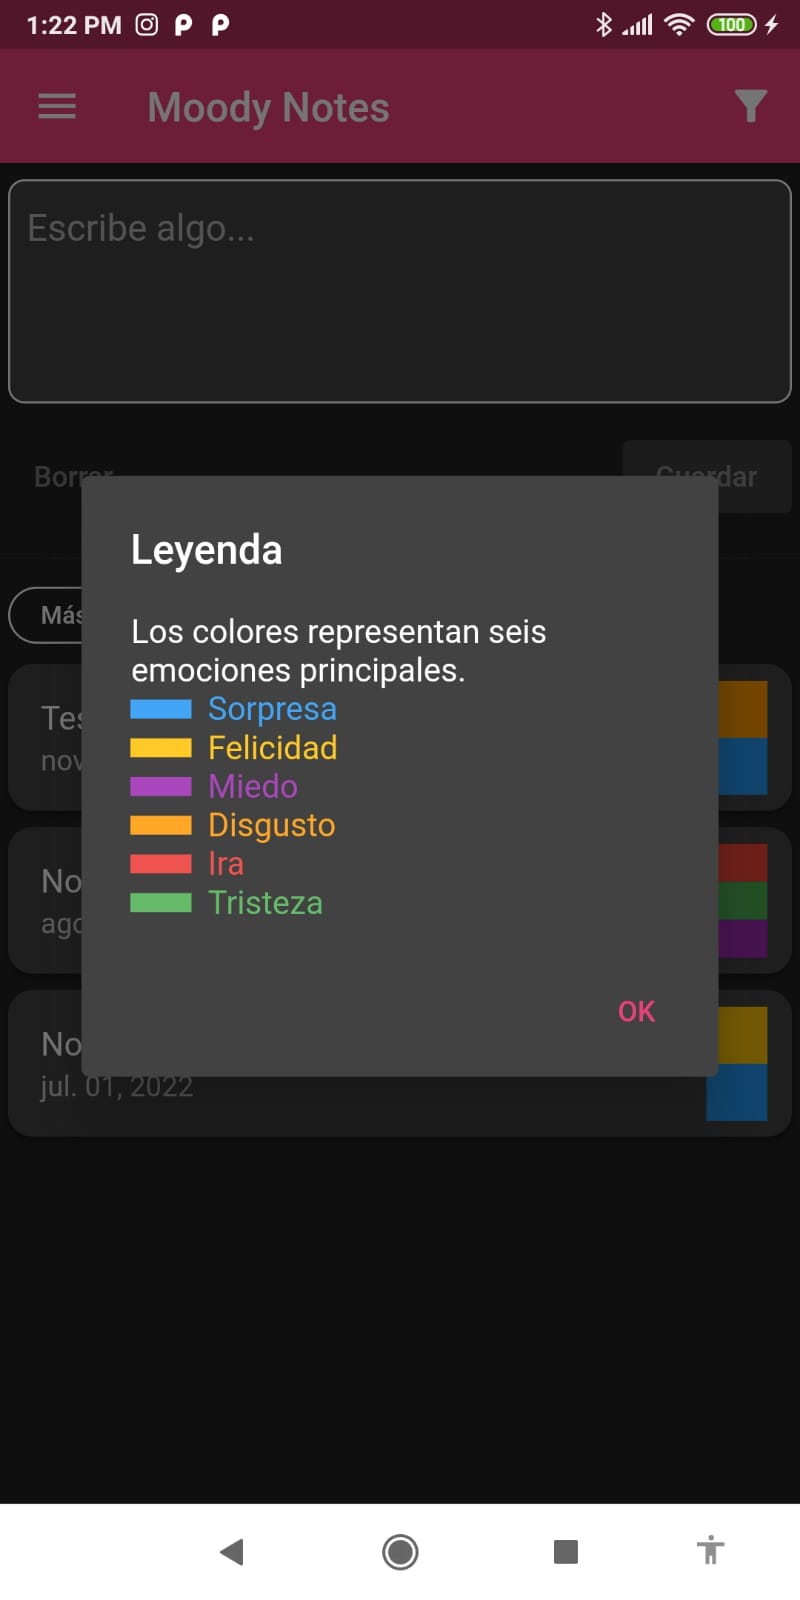 1:22 PM
100
Moody Notes
Escribe algo...
Leyenda
Los colores representan seis
emociones principales.
Sorpresa
Felicidad
Miedo
Disgusto
Ira
Tristeza
OK
jul. 01, 2022